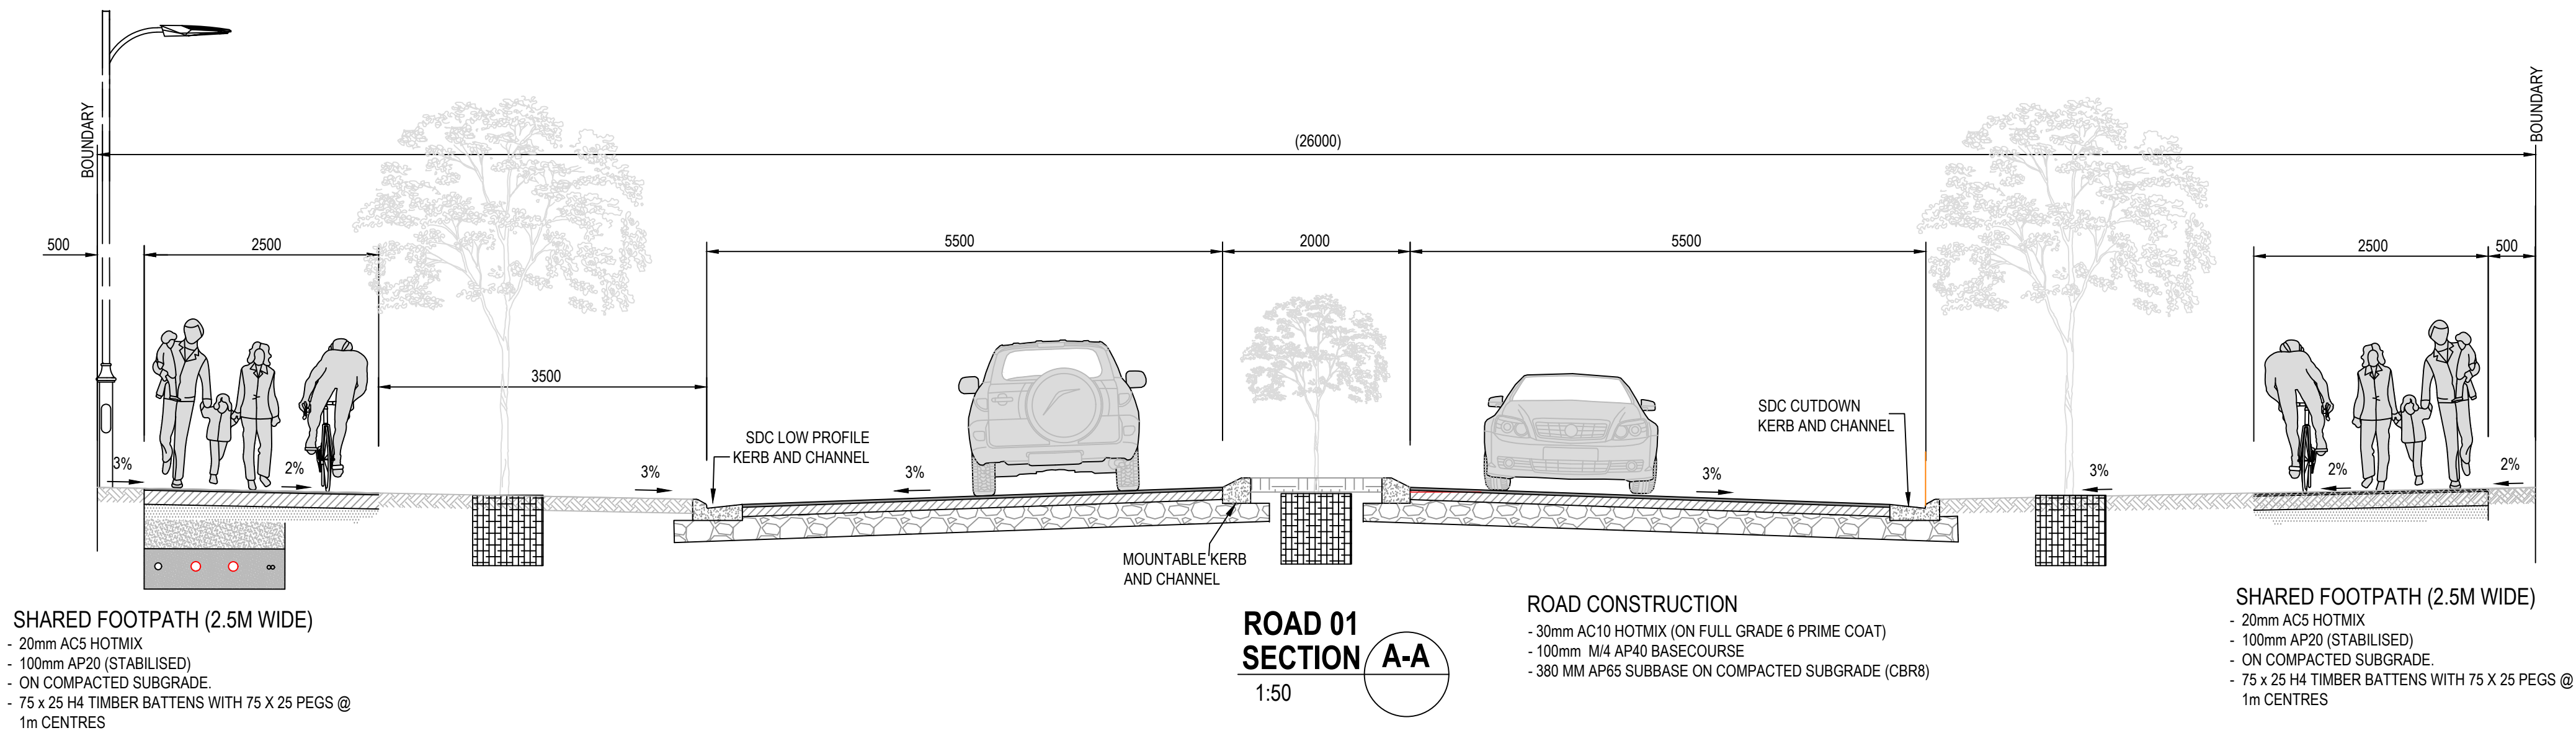 BOUNDARY
BOUNDARY
(26000)
500
2500
5500
2000
5500
2500
500
3500
SDC LOW PROFILE
KERB AND CHANNEL
SDC CUTDOWN
KERB AND CHANNEL
3%
2%
3%
3%
3%
3%
2%
2%
MOUNTABLE KERB
AND CHANNEL
SHARED FOOTPATH (2.5M WIDE)
- 20mm AC5 HOTMIX
- 100mm AP20 (STABILISED)
- ON COMPACTED SUBGRADE.
- 75 x 25 H4 TIMBER BATTENS WITH 75 X 25 PEGS @
1m CENTRES
ROAD 01
SECTION
A-A
1:50
ROAD CONSTRUCTION
- 30mm AC10 HOTMIX (ON FULL GRADE 6 PRIME COAT)
- 100mm M/4 AP40 BASECOURSE
- 380 MM AP65 SUBBASE ON COMPACTED SUBGRADE (CBR8)
SHARED FOOTPATH (2.5M WIDE)
- 20mm AC5 HOTMIX
- 100mm AP20 (STABILISED)
- ON COMPACTED SUBGRADE.
- 75 x 25 H4 TIMBER BATTENS WITH 75 X 25 PEGS @
1m CENTRES